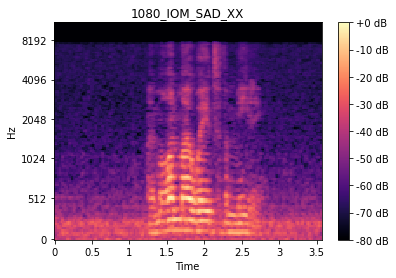 1080_IOM_SAD_XX
+0 dB
8192
-10 dB
4096
-20 dB
-30 dB
2048
Hz
-40 dB
1024
-50 dB
512
-60 dB
-70 dB
0
-80 dB
0 0.5 1 1.5 2 2.5 3 3.5
Time